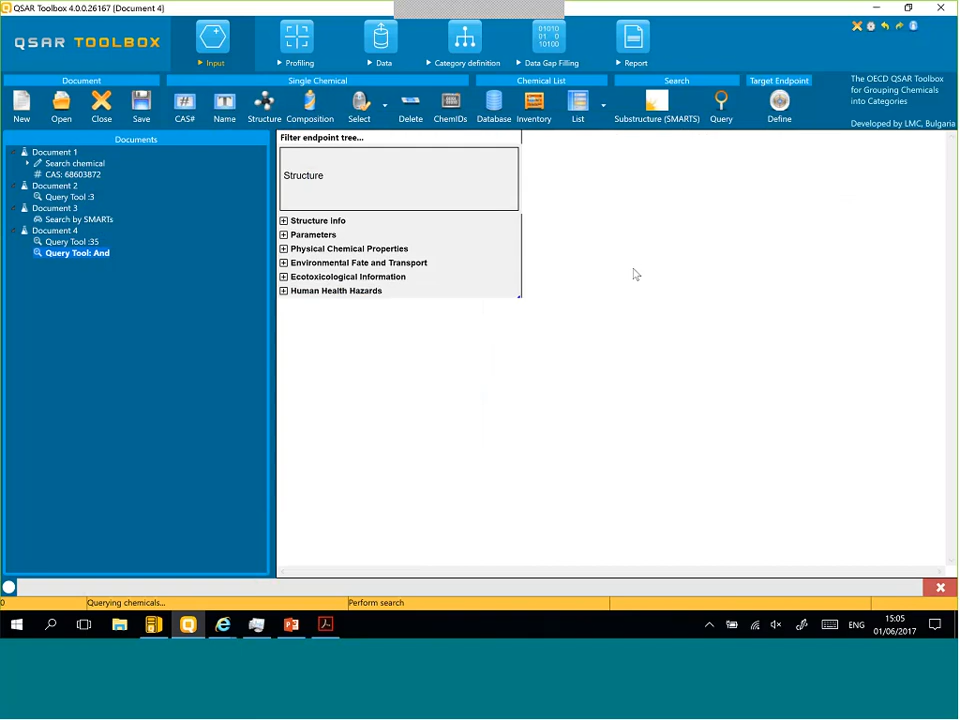 QSAR Toolbox 4.0.0.26167 [Document 4]
QSAR TOOLBOX
Input
Profiling
Data
Category definition
Data Gap Filling
Report
01010
01 0
10100
The OECD QSAR Toolbox
for Grouping Chemicals
into Categories
Developed by LMC, Bulgaria
Document
Single Chemical
Chemical List
Search
Target Endpoint
New
Open
Close
Save
CAS#
Name
Structure
Composition
Select
Delete
ChemIDs
Database
Inventory
List
Substructure (SMARTS)
Query
Define
Documents
Document 1
Search chemical
# CAS: 68603872
Document 2
Query Tool :3
Document 3
Search by SMARTs
Document 4
Query Tool :35
Query Tool: And
Filter endpoint tree...
Structure
Structure info
Parameters
Physical Chemical Properties
Environmental Fate and Transport
Ecotoxicological Information
Human Health Hazards
0
Querying chemicals...
Perform search
ENG
15:05
01/06/2017